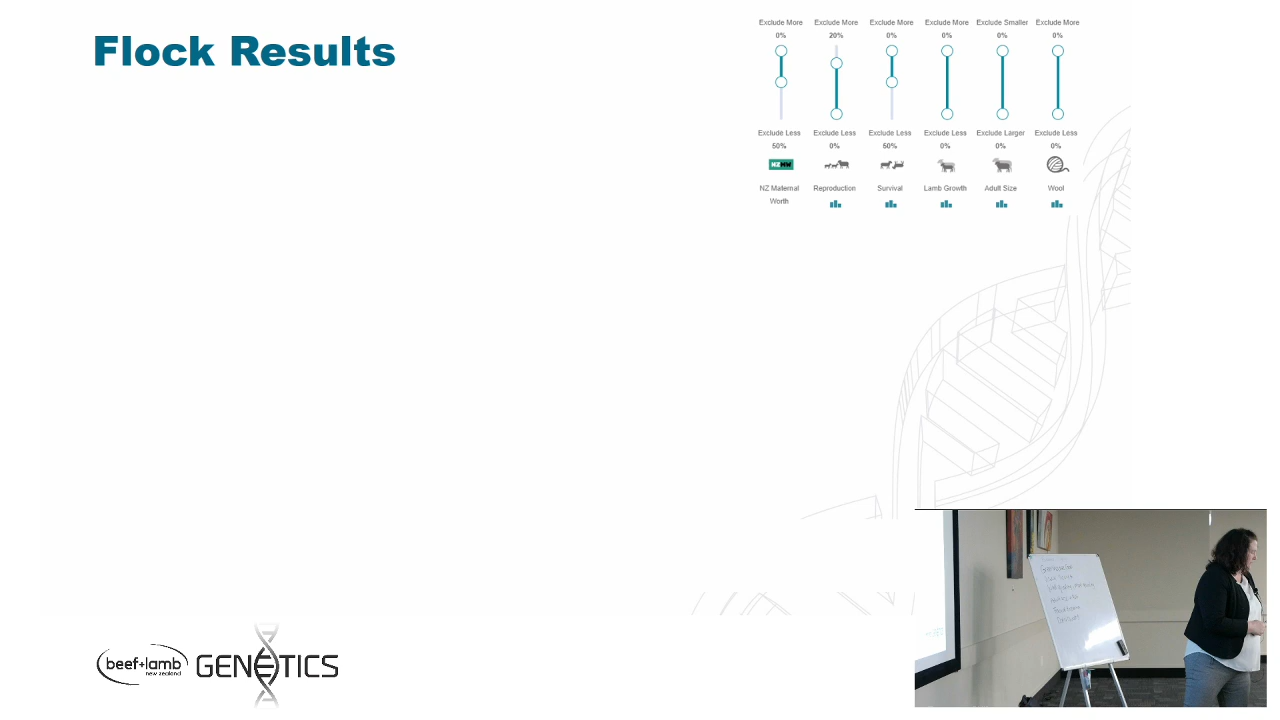 Flock Results
Exclude More Exclude More Exclude More Exclude More Exclude Smaller Exclude More
0% 20% 0% 0% 0% 0%
Exclude Less Exclude Less Exclude Less Exclude Less Exclude Larger Exclude Less
50% 0% 50% 0% 0% 0%
NZMW
NZ Maternal Reproduction Survival Lamb Growth Adult Size Wool
Worth
beef+lamb
new zealand
GENETICS